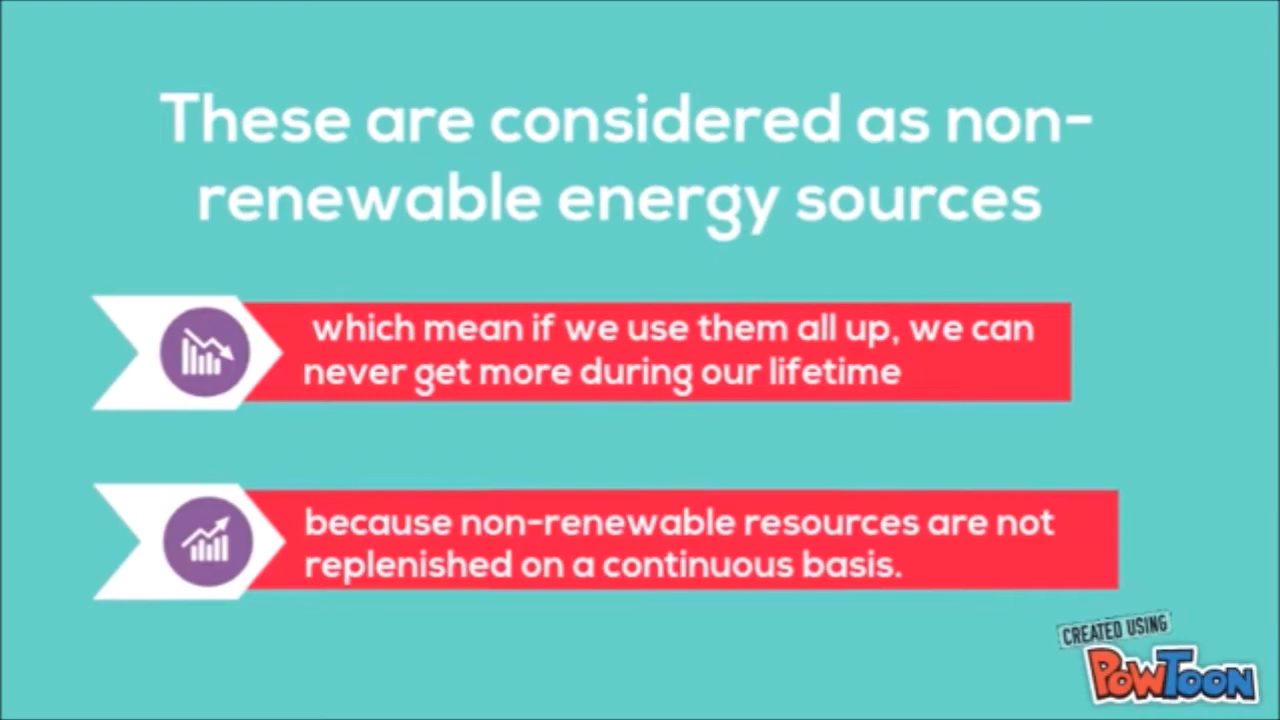 These are considered as non-
renewable energy sources
which mean if we use them all up, we can
never get more during our lifetime
because non-renewable resources are not
replenished on a continuous basis.
CREATED USING
POWTOON